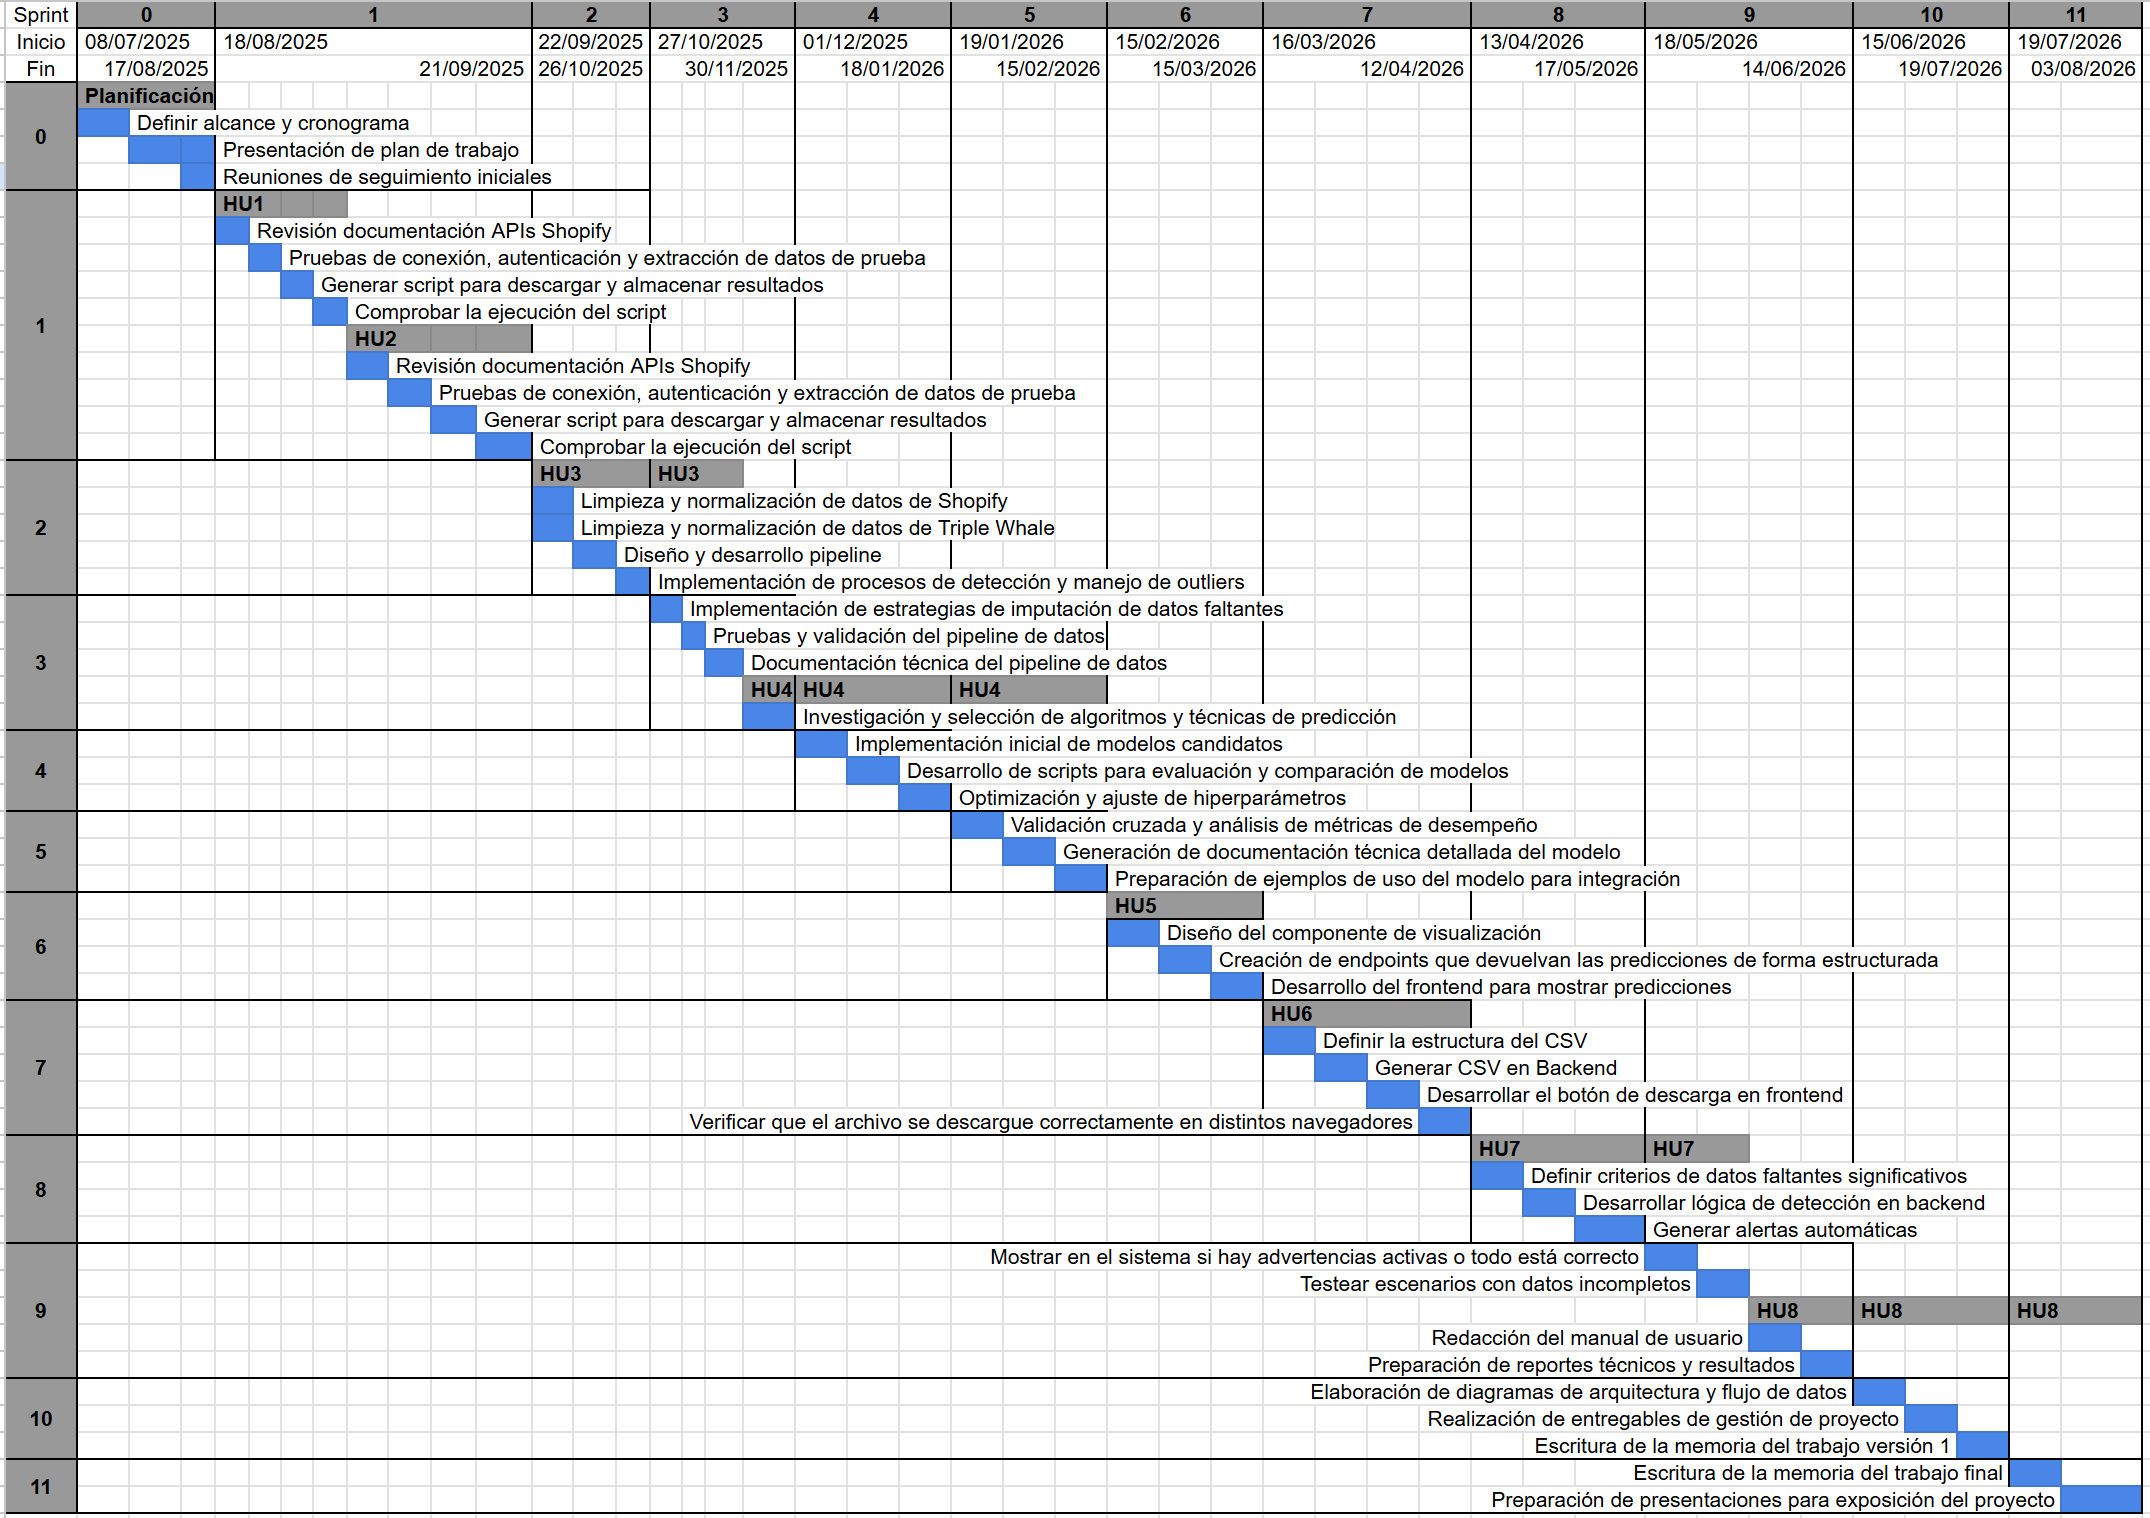 Sprint 0 1 2 3 4 5 6 7 8 9 10 11
Inicio 08/07/2025 18/08/2025 22/09/2025 27/10/2025 01/12/2025 19/01/2026 15/02/2026 16/03/2026 13/04/2026 18/05/2026 15/06/2026 19/07/2026
Fin 17/08/2025 21/09/2025 26/10/2025 30/11/2025 18/01/2026 15/02/2026 15/03/2026 12/04/2026 17/05/2026 14/06/2026 19/07/2026 03/08/2026
Planificación
0
Definir alcance y cronograma
Presentación de plan de trabajo
Reuniones de seguimiento iniciales
HU1
Revisión documentación APIs Shopify
Pruebas de conexión, autenticación y extracción de datos de prueba
Generar script para descargar y almacenar resultados
Comprobar la ejecución del script
1
HU2
Revisión documentación APIs Shopify
Pruebas de conexión, autenticación y extracción de datos de prueba
Generar script para descargar y almacenar resultados
Comprobar la ejecución del script
HU3 HU3
Limpieza y normalización de datos de Shopify
2
Limpieza y normalización de datos de Triple Whale
Diseño y desarrollo pipeline
Implementación de procesos de detección y manejo de outliers
Implementación de estrategias de imputación de datos faltantes
Pruebas y validación del pipeline de datos
3
Documentación técnica del pipeline de datos
HU4 HU4 HU4
Investigación y selección de algoritmos y técnicas de predicción
Implementación inicial de modelos candidatos
4
Desarrollo de scripts para evaluación y comparación de modelos
Optimización y ajuste de hiperparámetros
Validación cruzada y análisis de métricas de desempeño
5
Generación de documentación técnica detallada del modelo
Preparación de ejemplos de uso del modelo para integración
HU5
Diseño del componente de visualización
6
Creación de endpoints que devuelvan las predicciones de forma estructurada
Desarrollo del frontend para mostrar predicciones
HU6
Definir la estructura del CSV
7
Generar CSV en Backend
Desarrollar el botón de descarga en frontend
Verificar que el archivo se descargue correctamente en distintos navegadores
HU7 HU7
Definir criterios de datos faltantes significativos
8
Desarrollar lógica de detección en backend
Generar alertas automáticas
Mostrar en el sistema si hay advertencias activas o todo está correcto
Testear escenarios con datos incompletos
9
HU8 HU8 HU8
Redacción del manual de usuario
Preparación de reportes técnicos y resultados
Elaboración de diagramas de arquitectura y flujo de datos
10
Realización de entregables de gestión de proyecto
Escritura de la memoria del trabajo versión 1
Escritura de la memoria del trabajo final
11
Preparación de presentaciones para exposición del proyecto